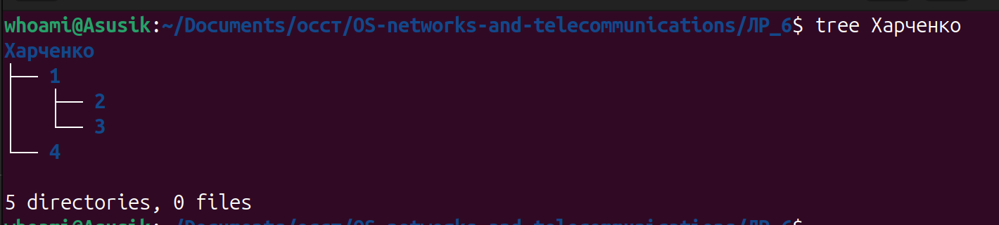 whoami@Asusik:~/Documents/осст/OS-networks-and-telecommunications/ЛР_6$ tree Харченко
Харченко
├── 1
│   ├── 2
│   └── 3
└── 4
5 directories, 0 files
whoami@Asusik:~/Documents/осст/OS-networks-and-telecommunications/ЛР_6$